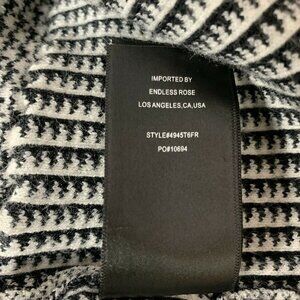 IMPORTED BY
ENDLESS ROSE
LOS ANGELES,CA,USA
STYLE#4945T6FR
PO#10694